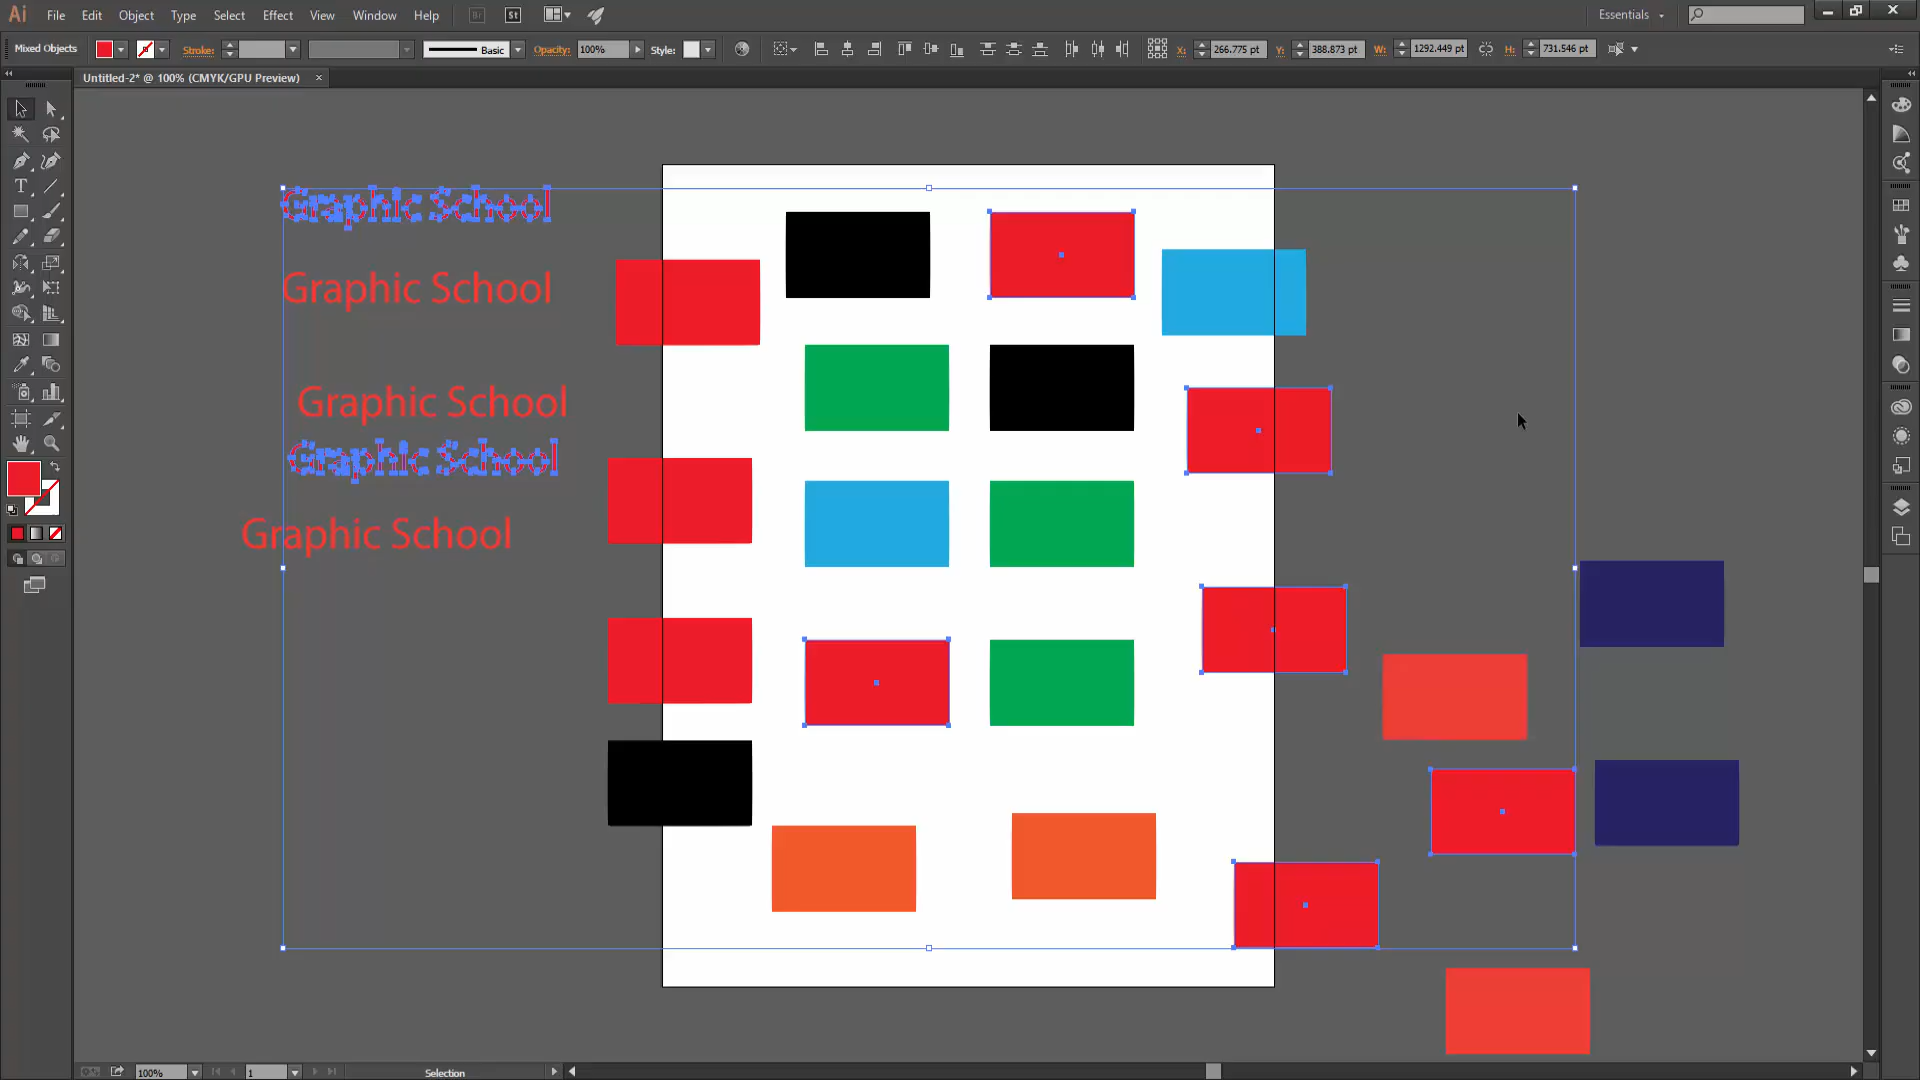 Ai File Edit Object Type Select Effect View Window Help Br St Essentials
Mixed Objects Stroke: Basic Opacity: 100% Style: X: 266.775 pt Y: 388.873 pt W: 1292.449 pt H: 731.546 pt
Untitled-2* @ 100% (CMYK/GPU Preview) ×
Graphic School
Graphic School
Graphic School
Graphic School
Graphic School
100% 1 Selection